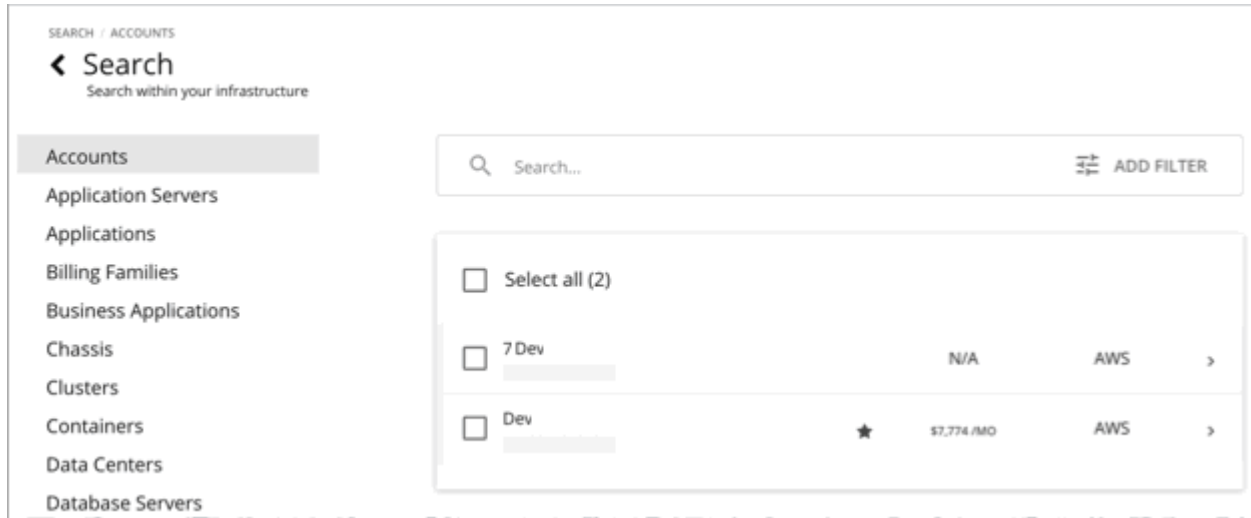 SEARCH / ACCOUNTS
Search
Search within your infrastructure
Accounts
Application Servers
Applications
Billing Families
Business Applications
Chassis
Clusters
Containers
Data Centers
Database Servers
Search...
ADD FILTER
Select all (2)
7 Dev
N/A
AWS
Dev
$7,774 /MO
AWS